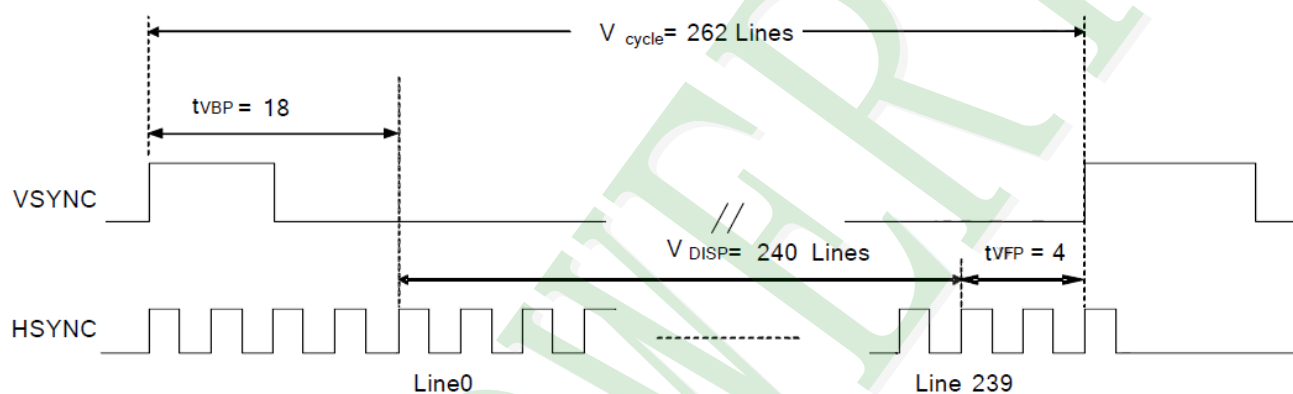 V cycle= 262 Lines
tVBP = 18
VSYNC
V DISP= 240 Lines
tVFP = 4
HSYNC
Line0
Line 239